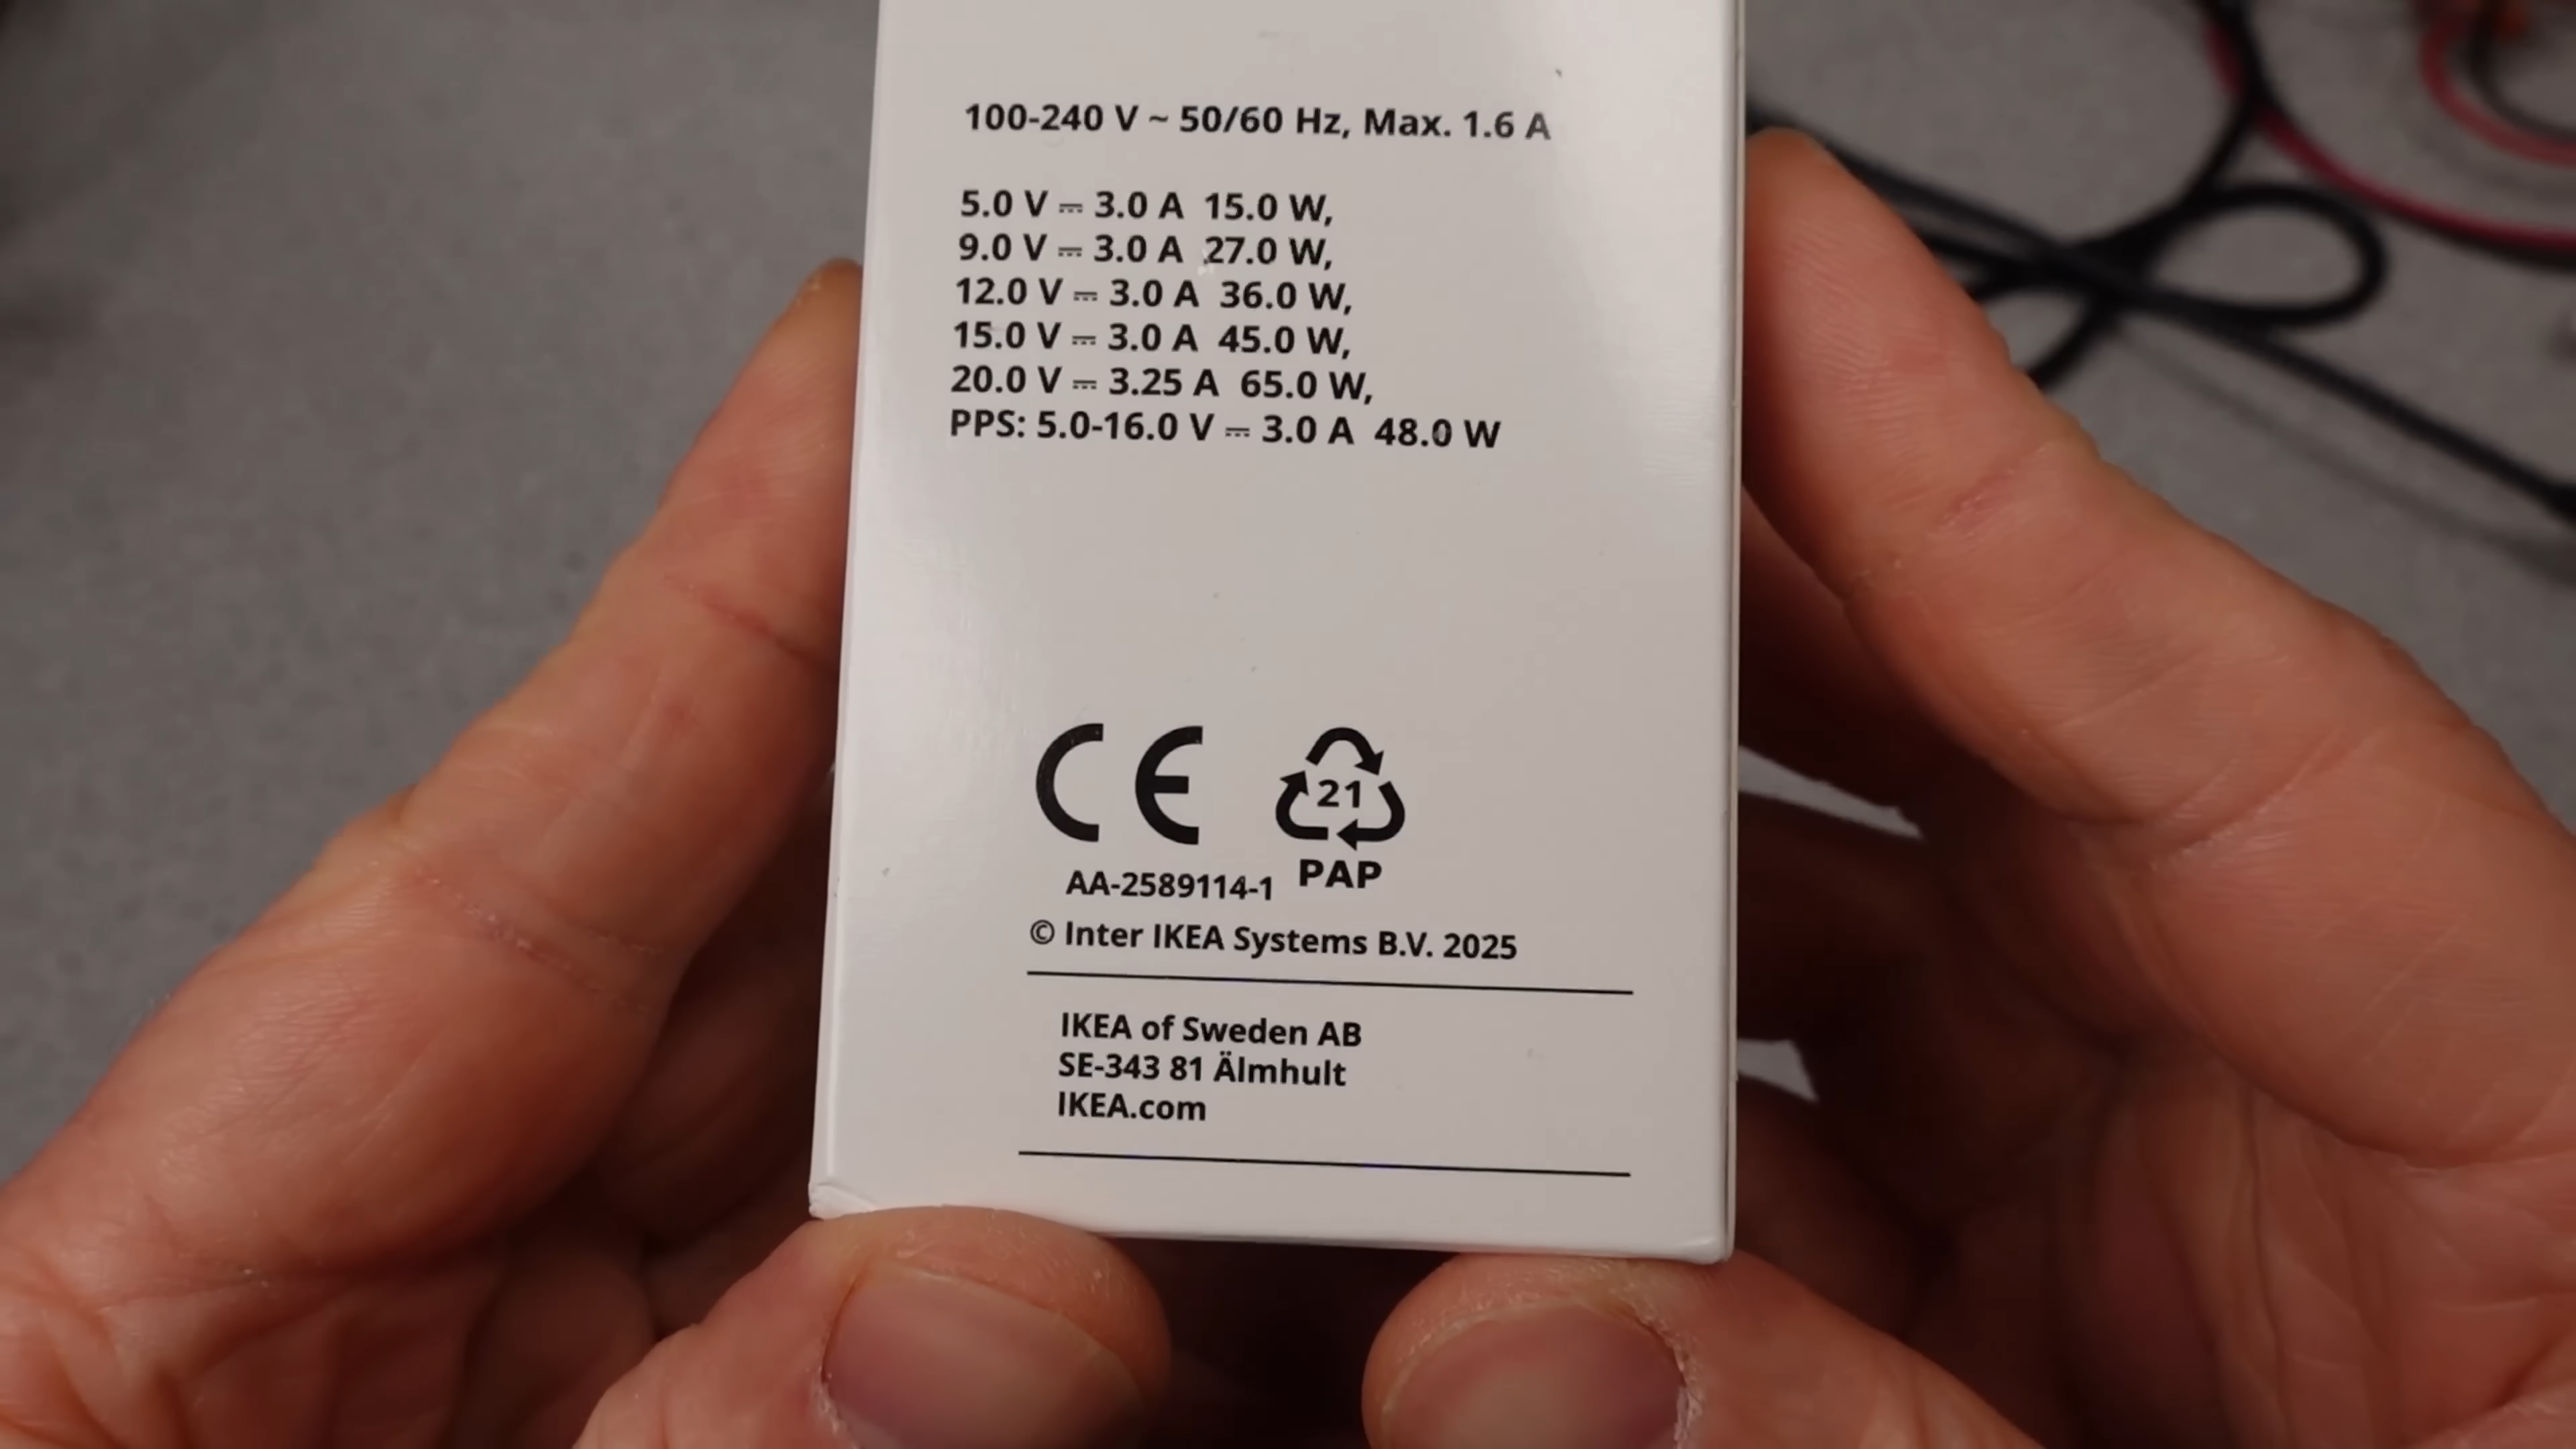 100-240 V ~ 50/60 Hz, Max. 1.6 A
5.0 V ⎓ 3.0 A 15.0 W,
9.0 V ⎓ 3.0 A 27.0 W,
12.0 V ⎓ 3.0 A 36.0 W,
15.0 V ⎓ 3.0 A 45.0 W,
20.0 V ⎓ 3.25 A 65.0 W,
PPS: 5.0-16.0 V ⎓ 3.0 A 48.0 W
CE
21
PAP
AA-2589114-1
© Inter IKEA Systems B.V. 2025
IKEA of Sweden AB
SE-343 81 Älmhult
IKEA.com